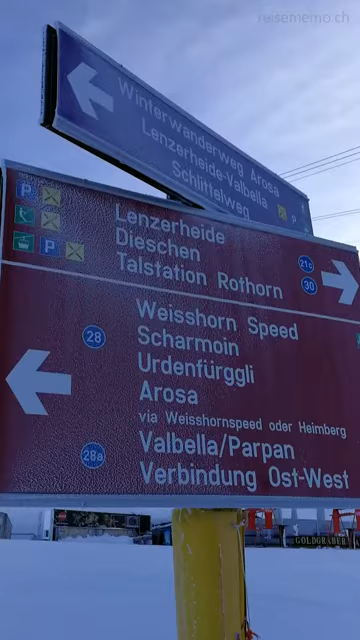 reisememo.ch
Winterwanderweg Arosa
Lenzerheide-Valbella
Schlittelweg
P
P
Lenzerheide
Dieschen
P
Talstation Rothorn
21c
30
Weisshorn Speed
28
Scharmoin
Urdenfürggli
Arosa
via Weisshornspeed oder Heimberg
28a
Valbella/Parpan
Verbindung Ost-West
GOLDGRÄBER